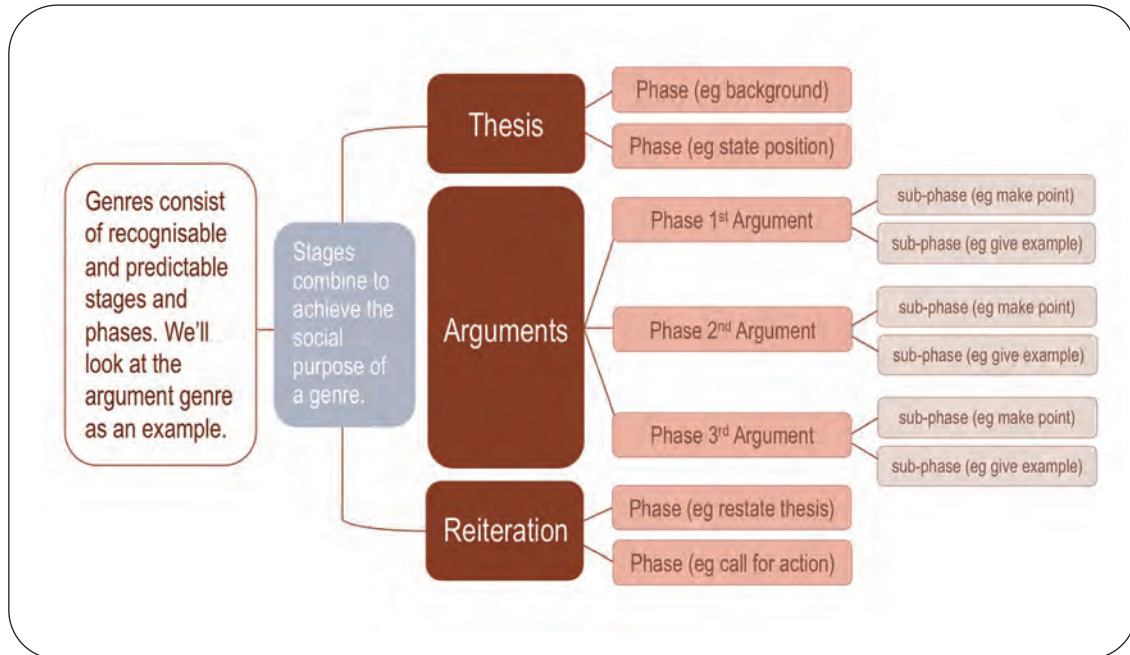 Genres consist
of recognisable
and predictable
stages and
phases. We'll
look at the
argument genre
as an example.
Stages
combine to
achieve the
social
purpose of
a genre.
Thesis
Phase (eg background)
Phase (eg state position)
Arguments
Phase 1st Argument
sub-phase (eg make point)
sub-phase (eg give example)
Phase 2nd Argument
sub-phase (eg make point)
sub-phase (eg give example)
Phase 3rd Argument
sub-phase (eg make point)
sub-phase (eg give example)
Reiteration
Phase (eg restate thesis)
Phase (eg call for action)